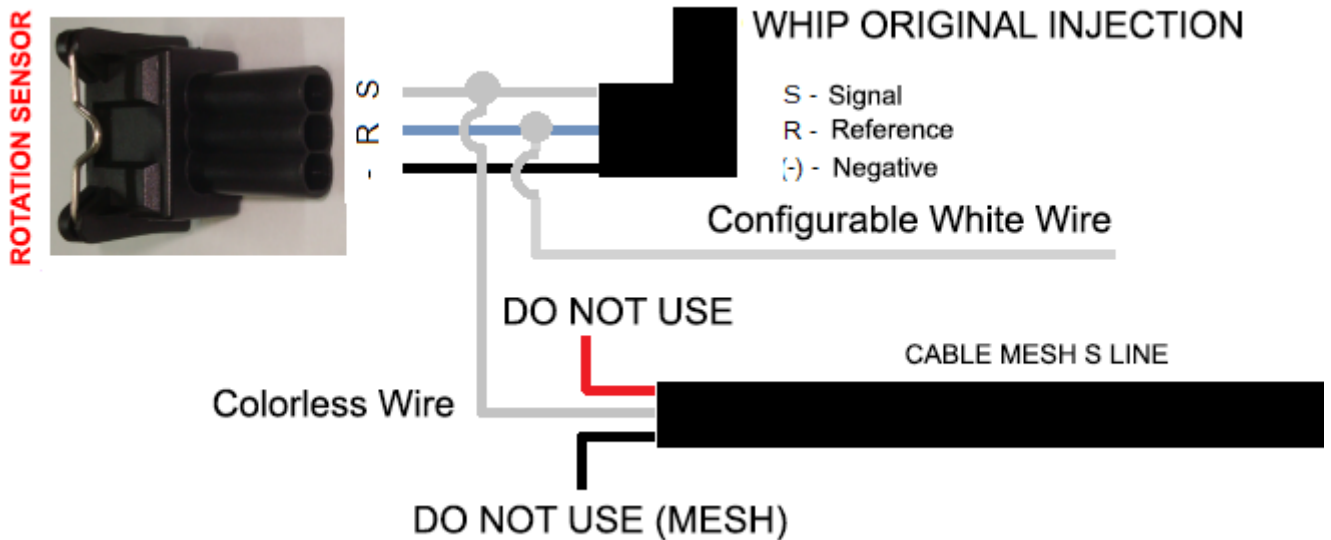 ROTATION SENSOR
WHIP ORIGINAL INJECTION
S
R
-
S - Signal
R - Reference
(-) - Negative
Configurable White Wire
DO NOT USE
CABLE MESH S LINE
Colorless Wire
DO NOT USE (MESH)